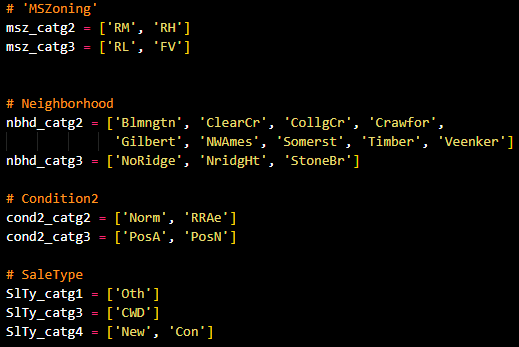 # 'MSZoning'
msz_catg2 = ['RM', 'RH']
msz_catg3 = ['RL', 'FV']
# Neighborhood
nbhd_catg2 = ['Blmngtn', 'ClearCr', 'CollgCr', 'Crawfor',
'Gilbert', 'NWAmes', 'Somerst', 'Timber', 'Veenker']
nbhd_catg3 = ['NoRidge', 'NridgHt', 'StoneBr']
# Condition2
cond2_catg2 = ['Norm', 'RRAe']
cond2_catg3 = ['PosA', 'PosN']
# SaleType
SlTy_catg1 = ['Oth']
SlTy_catg3 = ['CWD']
SlTy_catg4 = ['New', 'Con']